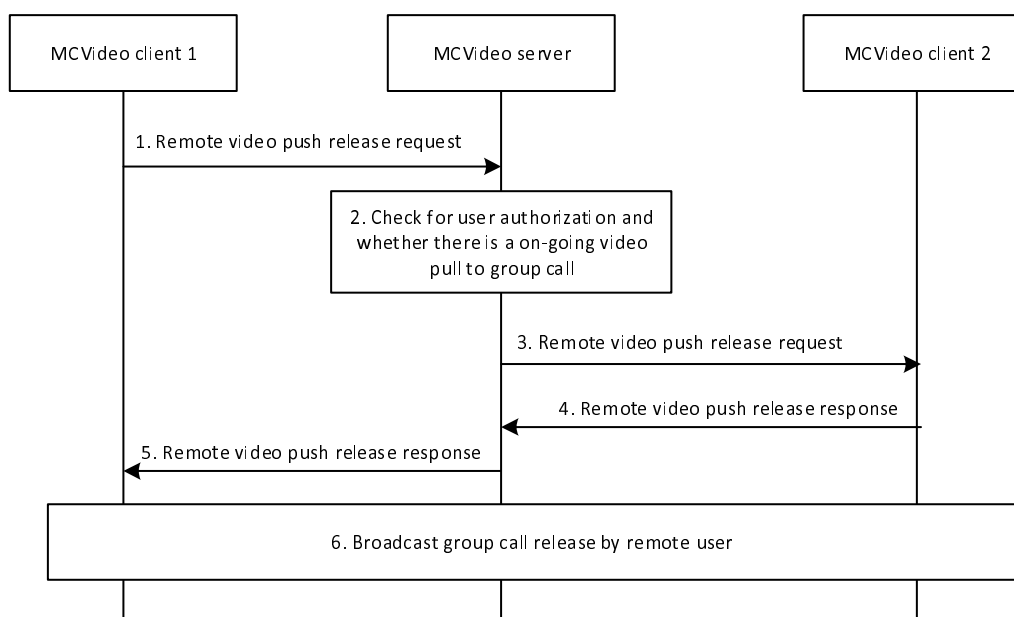 MCVideo client 1
MCVideo server
MCVideo client 2
1. Remote video push release request
2. Check for user authorization and
whether there is a on-going video
pull to group call
3. Remote video push release request
4. Remote video push release response
5. Remote video push release response
6. Broadcast group call release by remote user